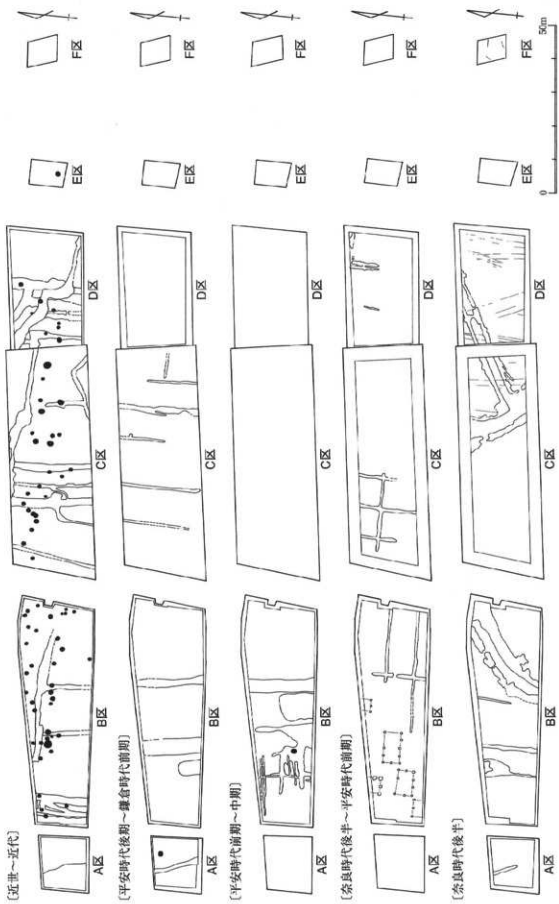 [近世～近代]
A区 B区 C区 D区 E区 F区
[平安時代後期～鎌倉時代前期]
A区 B区 C区 D区 E区 F区
[平安時代前期～中期]
A区 B区 C区 D区 E区 F区
[奈良時代後半～平安時代前期]
A区 B区 C区 D区 E区 F区
[奈良時代後半]
A区 B区 C区 D区 E区 F区
0 50m